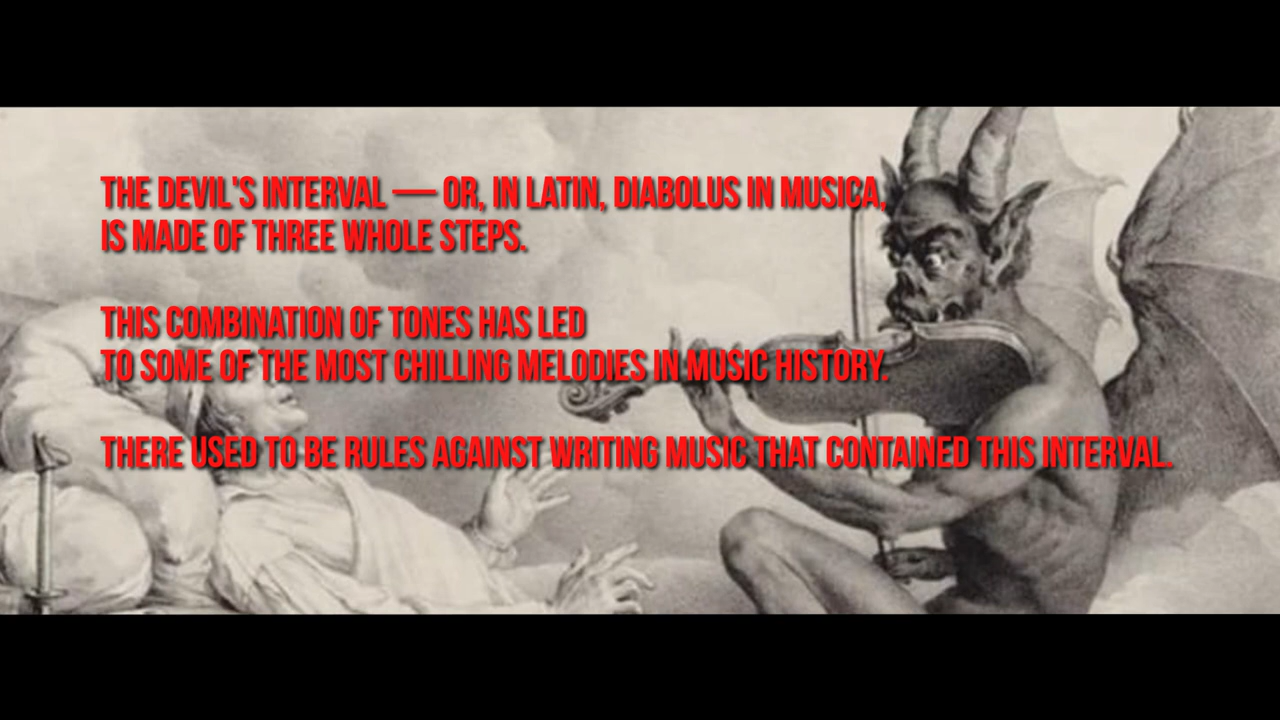 THE DEVIL'S INTERVAL — OR, IN LATIN, DIABOLUS IN MUSICA,
IS MADE OF THREE WHOLE STEPS.
THIS COMBINATION OF TONES HAS LED
TO SOME OF THE MOST CHILLING MELODIES IN MUSIC HISTORY.
THERE USED TO BE RULES AGAINST WRITING MUSIC THAT CONTAINED THIS INTERVAL.